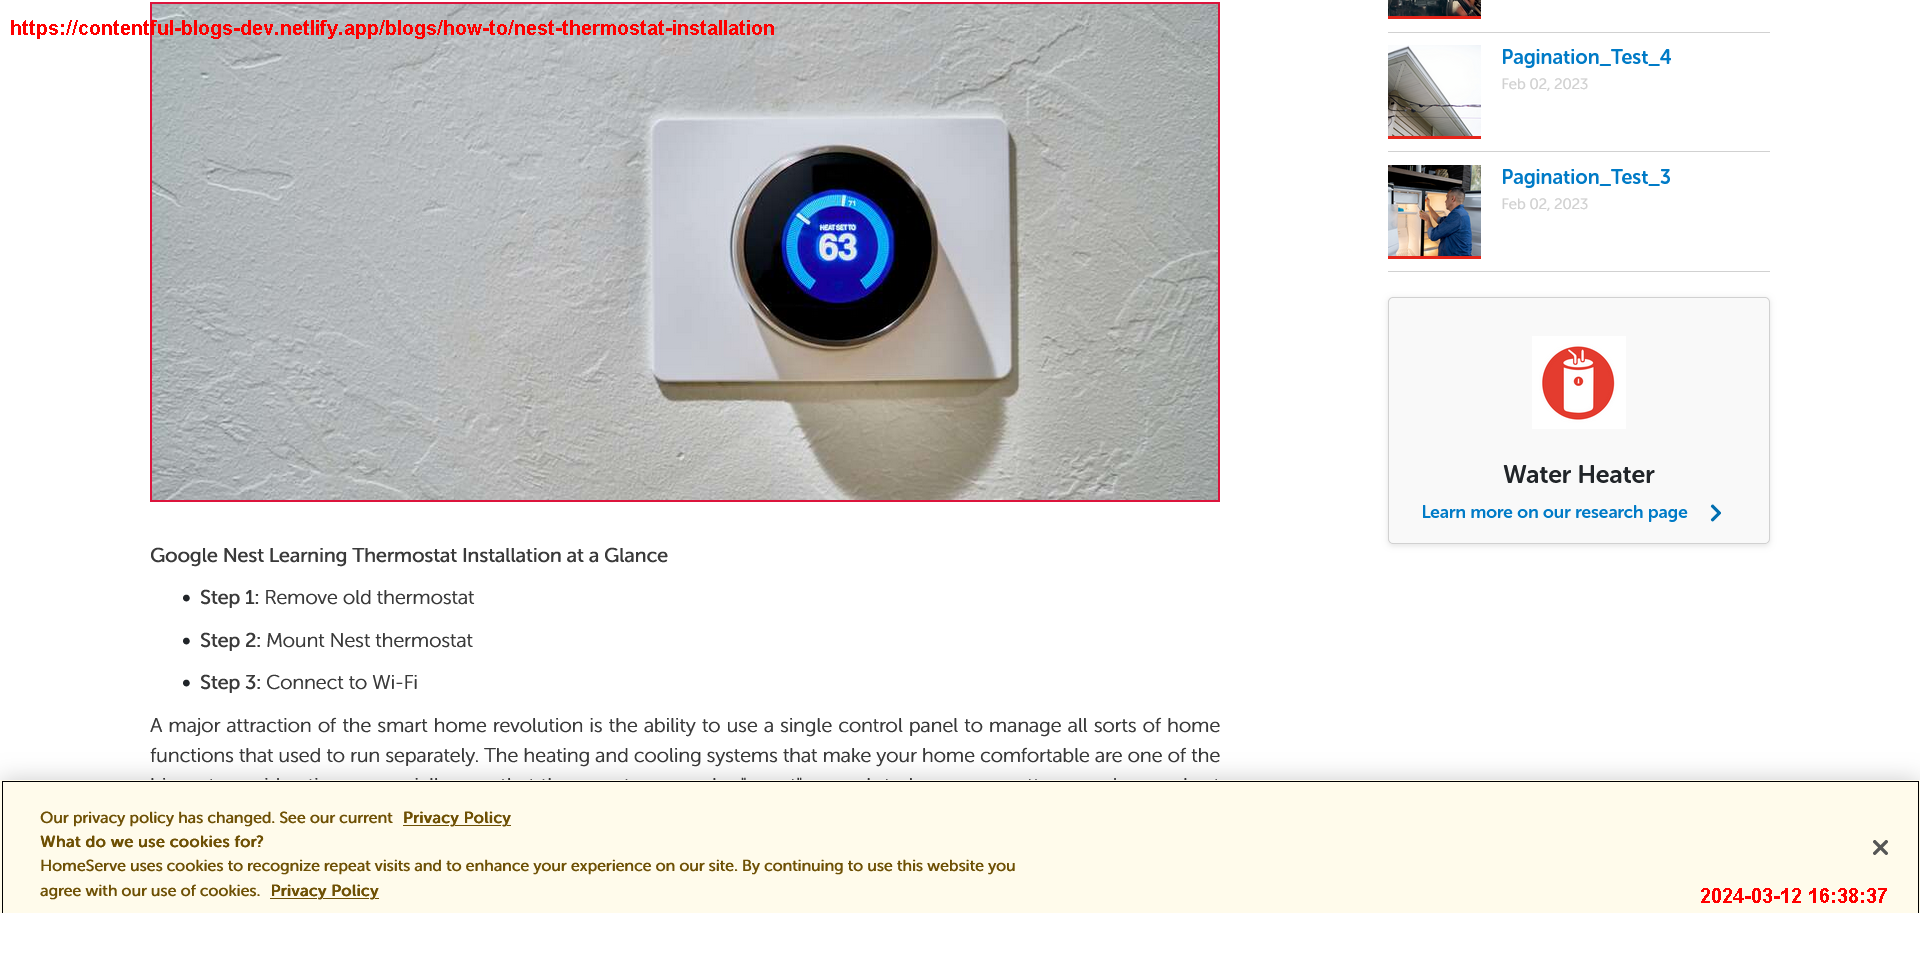 https://contentful-blogs-dev.netlify.app/blogs/how-to/nest-thermostat-installation
71
HEAT SET TO
63
Pagination_Test_4
Feb 02, 2023
Pagination_Test_3
Feb 02, 2023
Water Heater
Learn more on our research page
Google Nest Learning Thermostat Installation at a Glance
• Step 1: Remove old thermostat
• Step 2: Mount Nest thermostat
• Step 3: Connect to Wi-Fi
A major attraction of the smart home revolution is the ability to use a single control panel to manage all sorts of home
functions that used to run separately. The heating and cooling systems that make your home comfortable are one of the
Our privacy policy has changed. See our current Privacy Policy
What do we use cookies for?
HomeServe uses cookies to recognize repeat visits and to enhance your experience on our site. By continuing to use this website you
agree with our use of cookies. Privacy Policy
2024-03-12 16:38:37